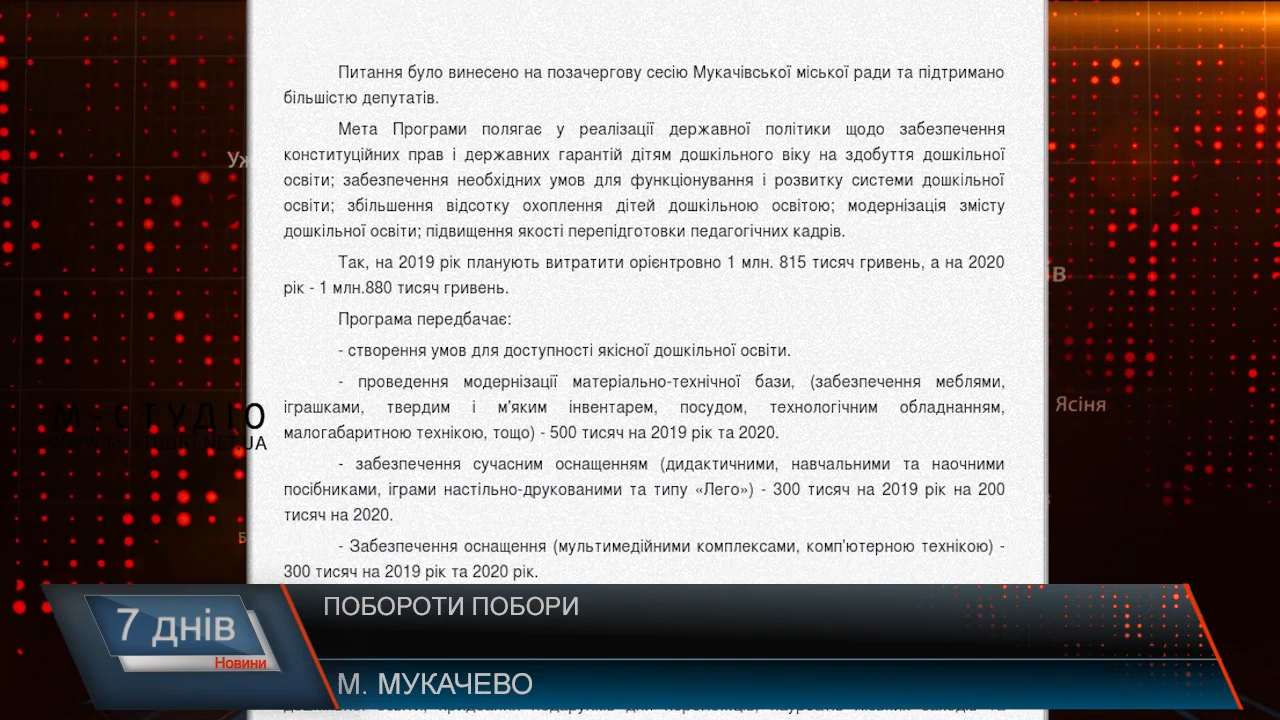 Питання було винесено на позачергову сесію Мукачівської міської ради та підтримано
більшістю депутатів.
Мета Програми полягає у реалізації державної політики щодо забезпечення
конституційних прав і державних гарантій дітям дошкільного віку на здобуття дошкільної
освіти; забезпечення необхідних умов для функціонування і розвитку системи дошкільної
освіти; збільшення відсотку охоплення дітей дошкільною освітою; модернізація змісту
дошкільної освіти; підвищення якості перепідготовки педагогічних кадрів.
Так, на 2019 рік планують витратити орієнтровно 1 млн. 815 тисяч гривень, а на 2020
рік - 1 млн.880 тисяч гривень.
Програма передбачає:
- створення умов для доступності якісної дошкільної освіти.
- проведення модернізації матеріально-технічної бази, (забезпечення меблями,
іграшками, твердим і м'яким інвентарем, посудом, технологічним обладнанням,
малогабаритною технікою, тощо) - 500 тисяч на 2019 рік та 2020.
- забезпечення сучасним оснащенням (дидактичними, навчальними та наочними
посібниками, іграми настільно-друкованими та типу «Лего») - 300 тисяч на 2019 рік на 200
тисяч на 2020.
- Забезпечення оснащення (мультимедійними комплексами, комп'ютерною технікою) -
300 тисяч на 2019 рік та 2020 рік.
Ясіня
М-СТУДІО
WWW.M-STUDIO.NET.UA
7 днів
Новини
ПОБОРОТИ ПОБОРИ
М. МУКАЧЕВО